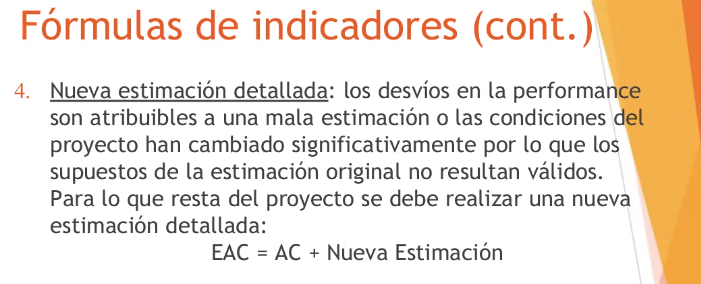 Fórmulas de indicadores (cont.)
4. Nueva estimación detallada: los desvíos en la performance
son atribuibles a una mala estimación o las condiciones del
proyecto han cambiado significativamente por lo que los
supuestos de la estimación original no resultan válidos.
Para lo que resta del proyecto se debe realizar una nueva
estimación detallada:
EAC = AC + Nueva Estimación